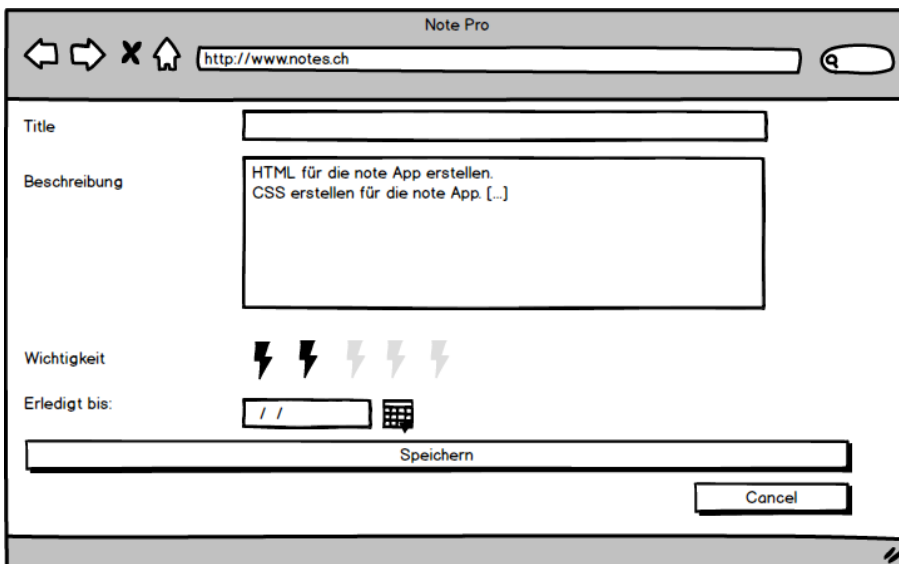 Note Pro
http://www.notes.ch
Title
Beschreibung
HTML für die note App erstellen.
CSS erstellen für die note App. [...]
Wichtigkeit
Erledigt bis:
/ /
Speichern
Cancel